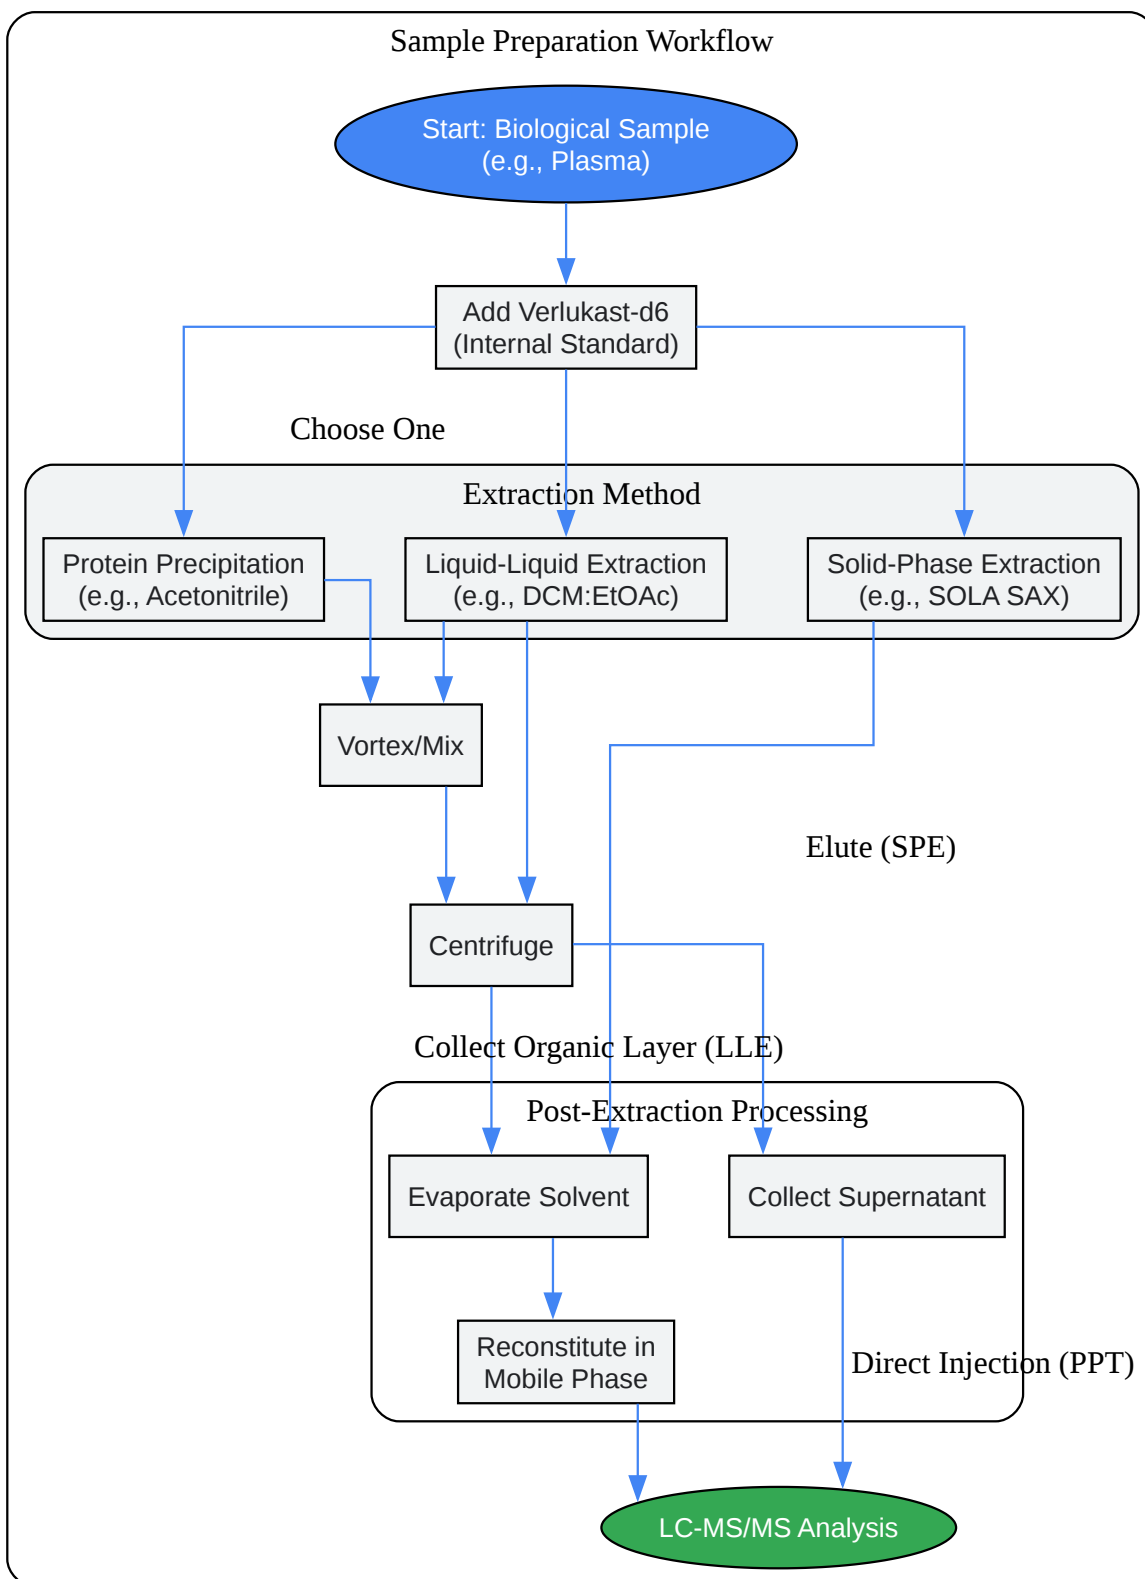 Sample Preparation Workflow
Start: Biological Sample
(e.g., Plasma)
Add Verlukast-d6
(Internal Standard)
Choose One
Extraction Method
Protein Precipitation
(e.g., Acetonitrile)
Liquid-Liquid Extraction
(e.g., DCM:EtOAc)
Solid-Phase Extraction
(e.g., SOLA SAX)
Vortex/Mix
Elute (SPE)
Centrifuge
Collect Organic Layer (LLE)
Post-Extraction Processing
Evaporate Solvent
Collect Supernatant
Reconstitute in
Mobile Phase
Direct Injection (PPT)
LC-MS/MS Analysis